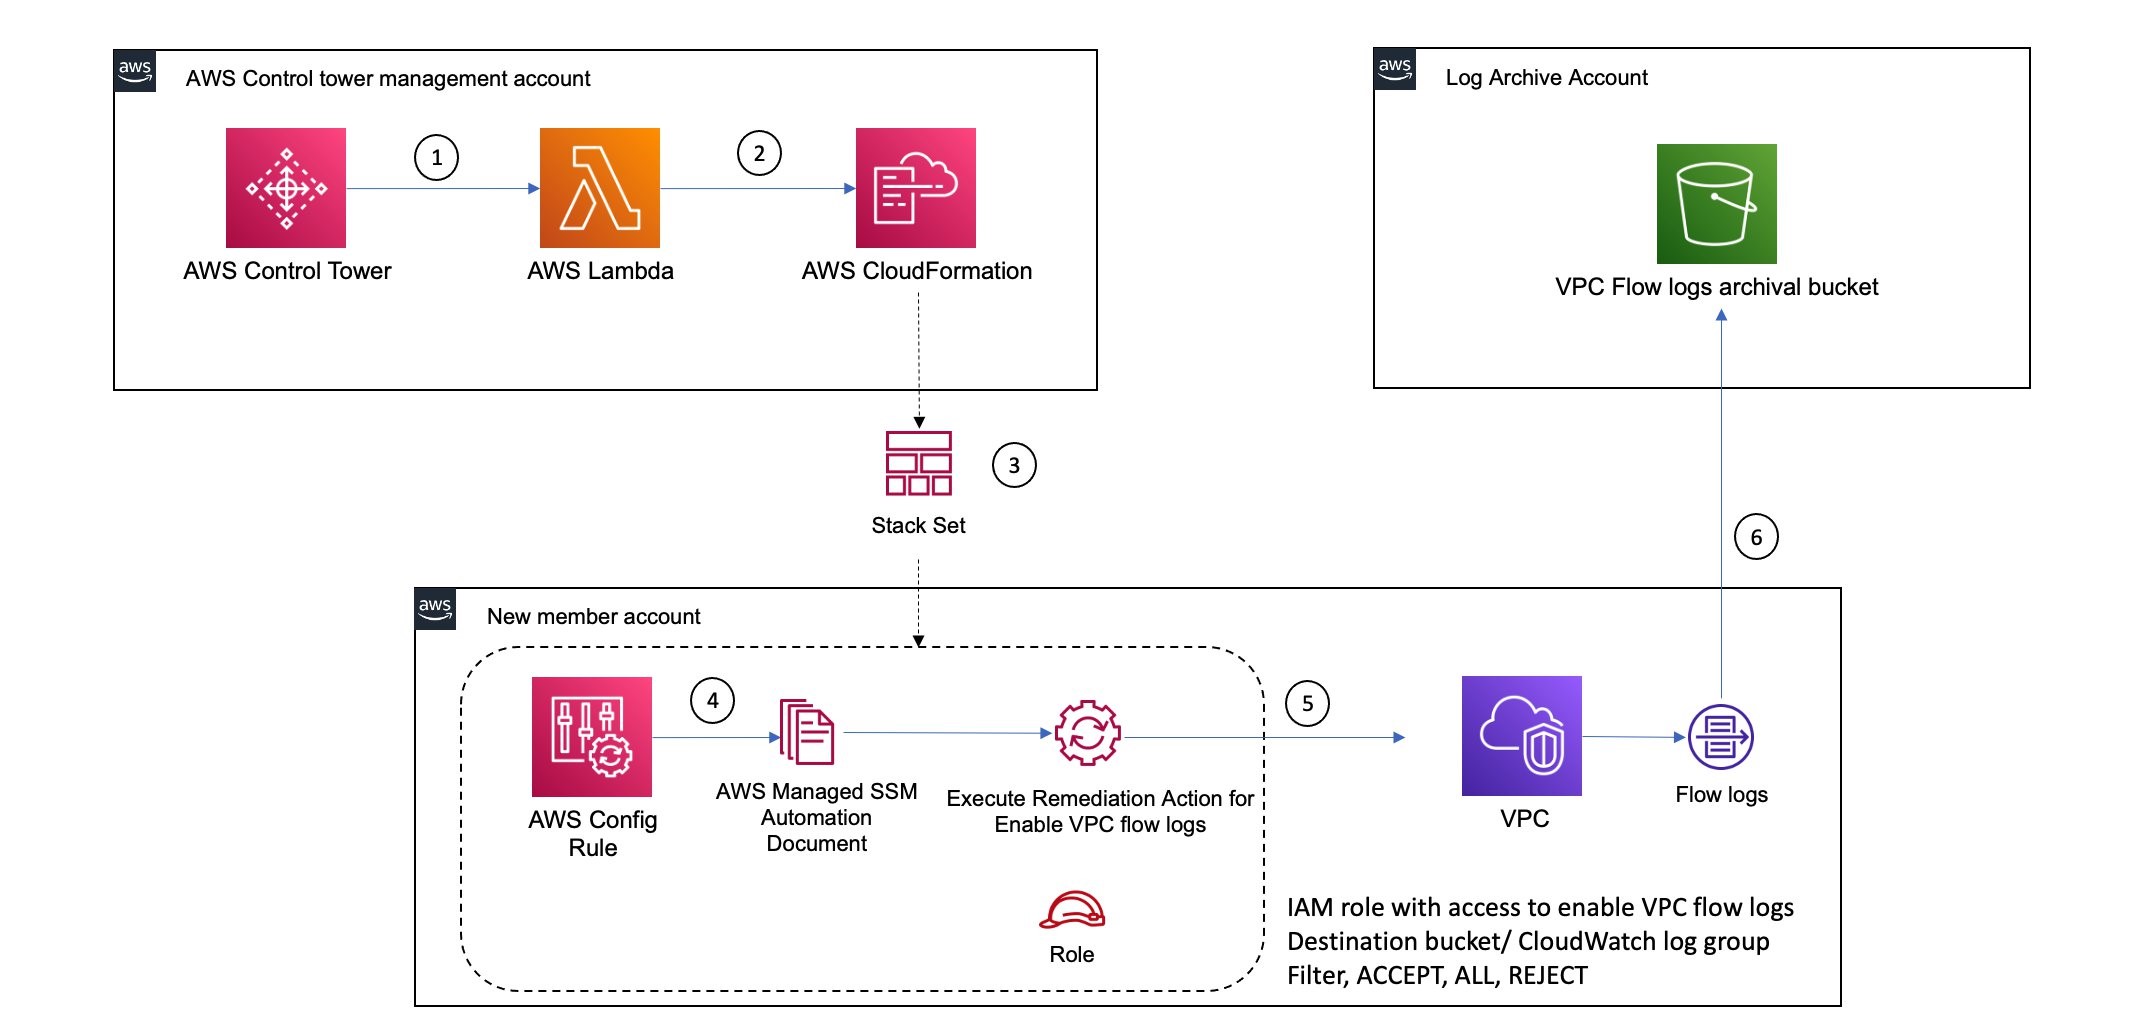 aws
AWS Control tower management account
1
2
AWS Control Tower
AWS Lambda
AWS CloudFormation
aws
Log Archive Account
VPC Flow logs archival bucket
3
Stack Set
6
aws
New member account
4
5
AWS Config
Rule
AWS Managed SSM
Automation
Document
Execute Remediation Action for
Enable VPC flow logs
Role
VPC
Flow logs
IAM role with access to enable VPC flow logs
Destination bucket/ CloudWatch log group
Filter, ACCEPT, ALL, REJECT